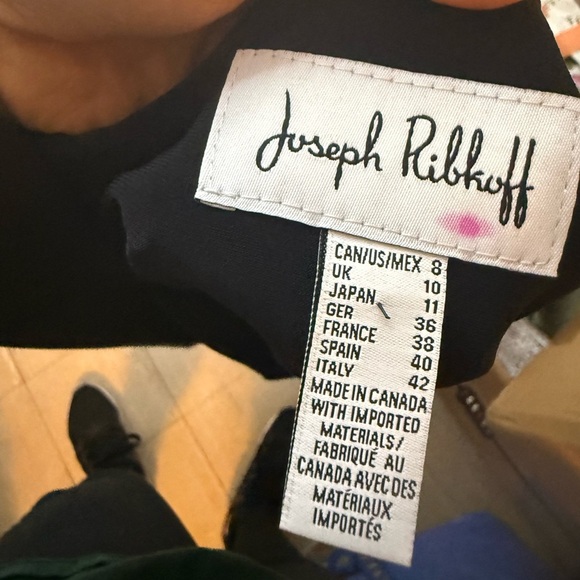 Joseph Ribkoff
CAN/US/MEX 8
UK 10
JAPAN 11
GER 36
FRANCE 38
SPAIN 40
ITALY 42
MADE IN CANADA
WITH IMPORTED
MATERIALS/
FABRIQUÉ AU
CANADA AVEC DES
MATÉRIAUX
IMPORTÉS